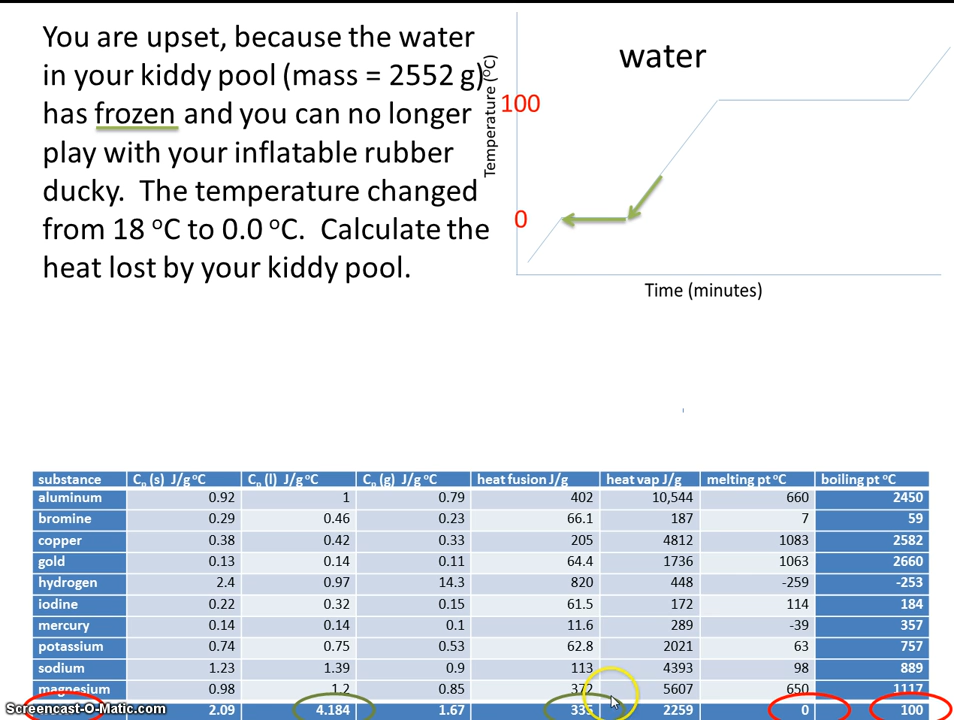 You are upset, because the water
in your kiddy pool (mass = 2552 g)
has frozen and you can no longer
play with your inflatable rubber
ducky. The temperature changed
from 18 ºC to 0.0 ºC. Calculate the
heat lost by your kiddy pool.
water
Temperature (ºC)
100
0
Time (minutes)
substance Cp (s) J/g ºC Cp (l) J/g ºC Cp (g) J/g ºC heat fusion J/g heat vap J/g melting pt ºC boiling pt ºC
aluminum 0.92 1 0.79 402 10,544 660 2450
bromine 0.29 0.46 0.23 66.1 187 7 59
copper 0.38 0.42 0.33 205 4812 1083 2582
gold 0.13 0.14 0.11 64.4 1736 1063 2660
hydrogen 2.4 0.97 14.3 820 448 -259 -253
iodine 0.22 0.32 0.15 61.5 172 114 184
mercury 0.14 0.14 0.1 11.6 289 -39 357
potassium 0.74 0.75 0.53 62.8 2021 63 757
sodium 1.23 1.39 0.9 113 4393 98 889
magnesium 0.98 1.2 0.85 372 5607 650 1117
2.09 4.184 1.67 335 2259 0 100
Screencast-O-Matic.com